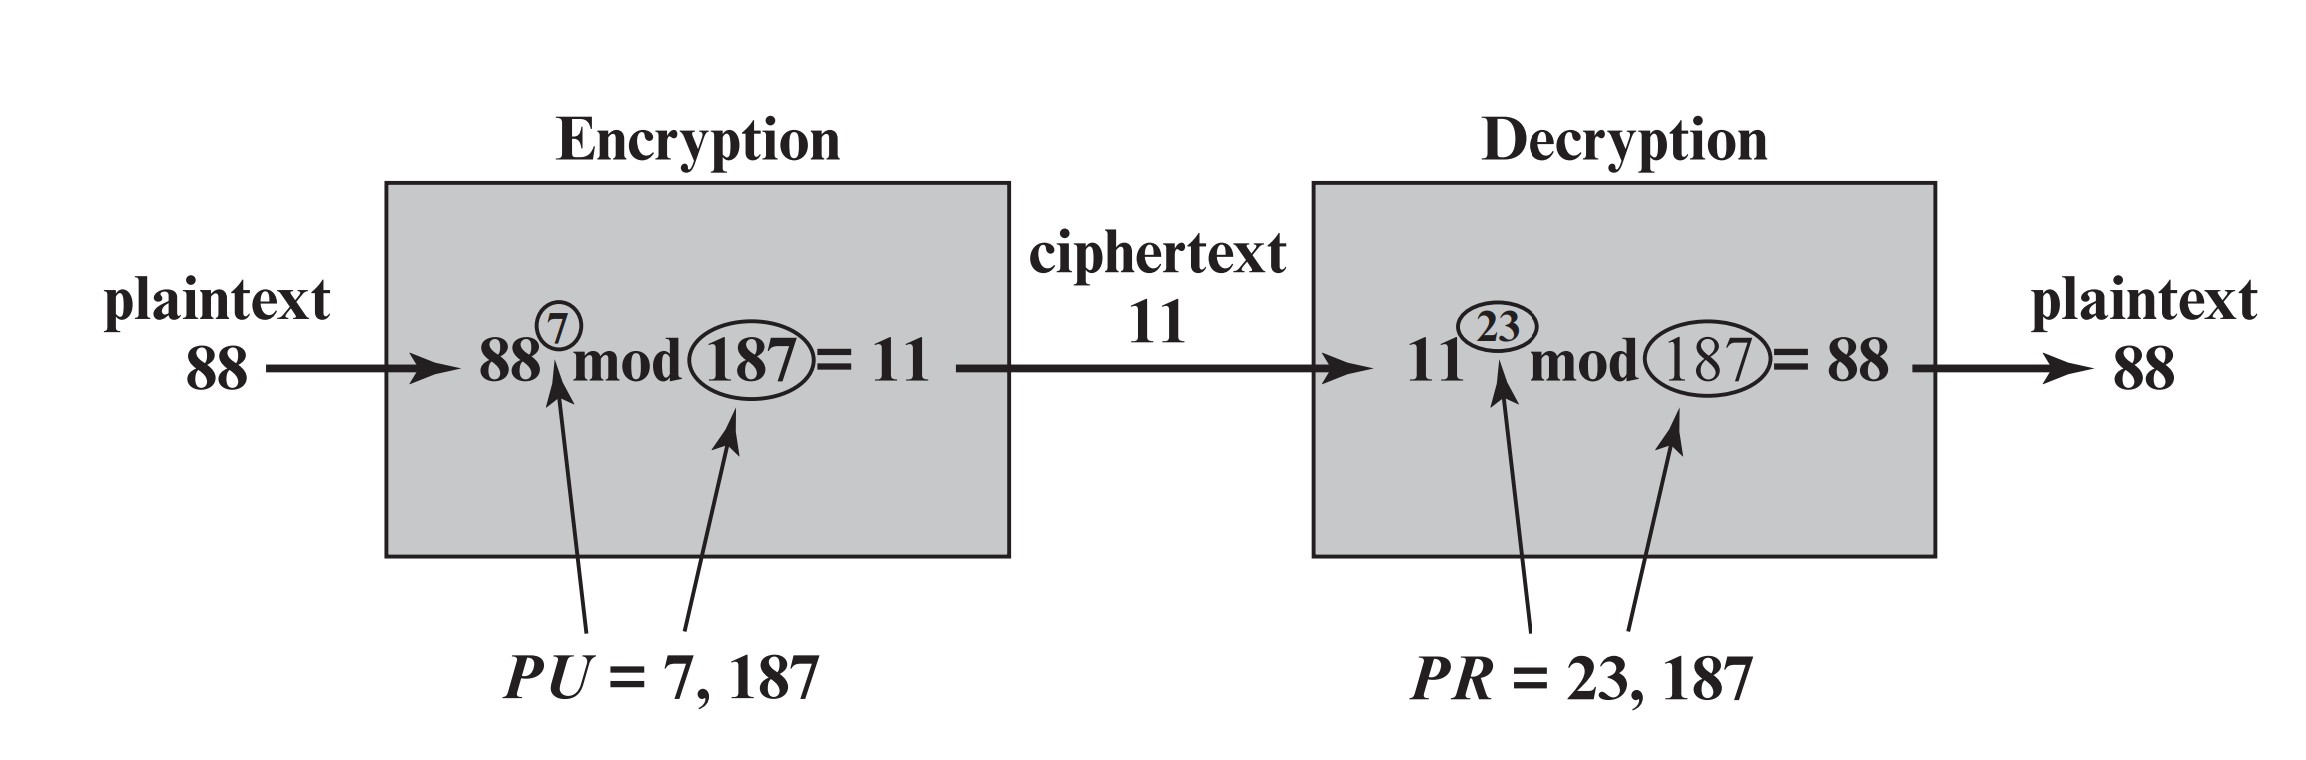 Encryption
Decryption
plaintext
88
88^7 mod 187 = 11
ciphertext
11
11^23 mod 187 = 88
plaintext
88
PU = 7, 187
PR = 23, 187